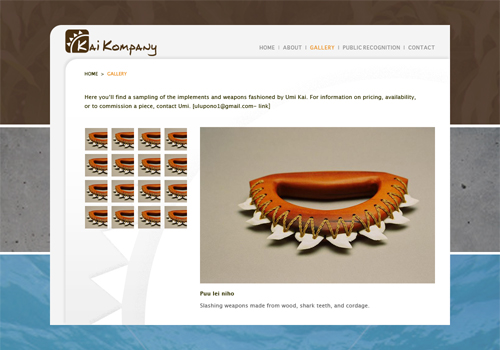 Kai Kompany
HOME | ABOUT | GALLERY | PUBLIC RECOGNITION | CONTACT
HOME > GALLERY
Here you'll find a sampling of the implements and weapons fashioned by Umi Kai. For information on pricing, availability,
or to commission a piece, contact Umi. [ulupono1@gmail.com- link]
Puu lei niho
Slashing weapons made from wood, shark teeth, and cordage.